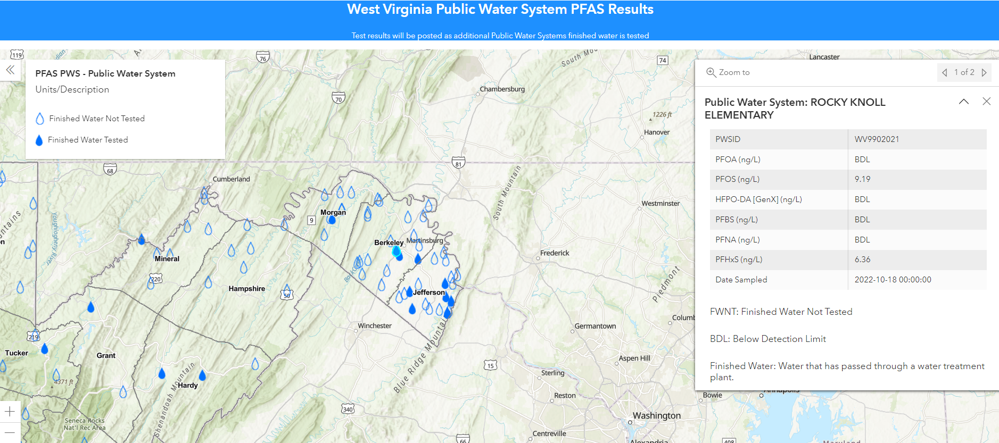 West Virginia Public Water System PFAS Results
Test results will be posted as additional Public Water Systems finished water is tested
PFAS PWS - Public Water System
Units/Description
Finished Water Not Tested
Finished Water Tested
Zoom to
1 of 2
Public Water System: ROCKY KNOLL
ELEMENTARY
PWSID WV9902021
PFOA (ng/L) BDL
PFOS (ng/L) 9.19
HFPO-DA [GenX] (ng/L) BDL
PFBS (ng/L) BDL
PFNA (ng/L) BDL
PFHxS (ng/L) 6.36
Date Sampled 2022-10-18 00:00:00
FWNT: Finished Water Not Tested
BDL: Below Detection Limit
Finished Water: Water that has passed through a water treatment
plant.
119
76
74
South Mou
Lancaster
Chambersburg
70
1226 ft
Hanover
68
81
Cumberland
South Mountain
Westminster
Morgan
9
Youghiogheny River
ntains
on
Berkeley
Martinsburg
Frederick
Mineral
220
Back Cr
Piedmont
Hampshire
50
Jefferson
Winchester
Germantown
Columb
219
Tucker
Grant
Aspen Hill
15
Blue Ridge Mountai
Sterling
4371 ft
Hardy
Shenandoah Mountain
Reston
Bowie
Annapolis
340
Washington
Seneca Rocks
Nat'l Rec Area
Centreville
66
Alexandria
408
Maryland